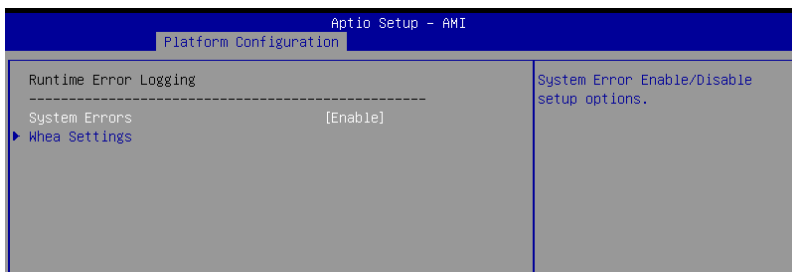 Aptio Setup – AMI
Platform Configuration
Runtime Error Logging
--------------------------------------------------
System Errors [Enable]
Whea Settings
System Error Enable/Disable
setup options.